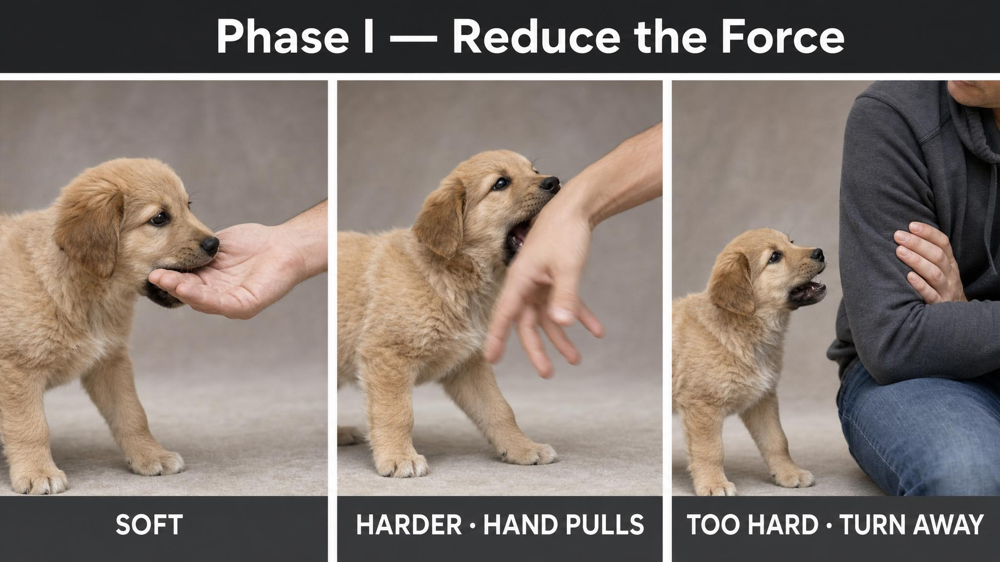 Phase I — Reduce the Force
SOFT
HARDER · HAND PULLS
TOO HARD · TURN AWAY